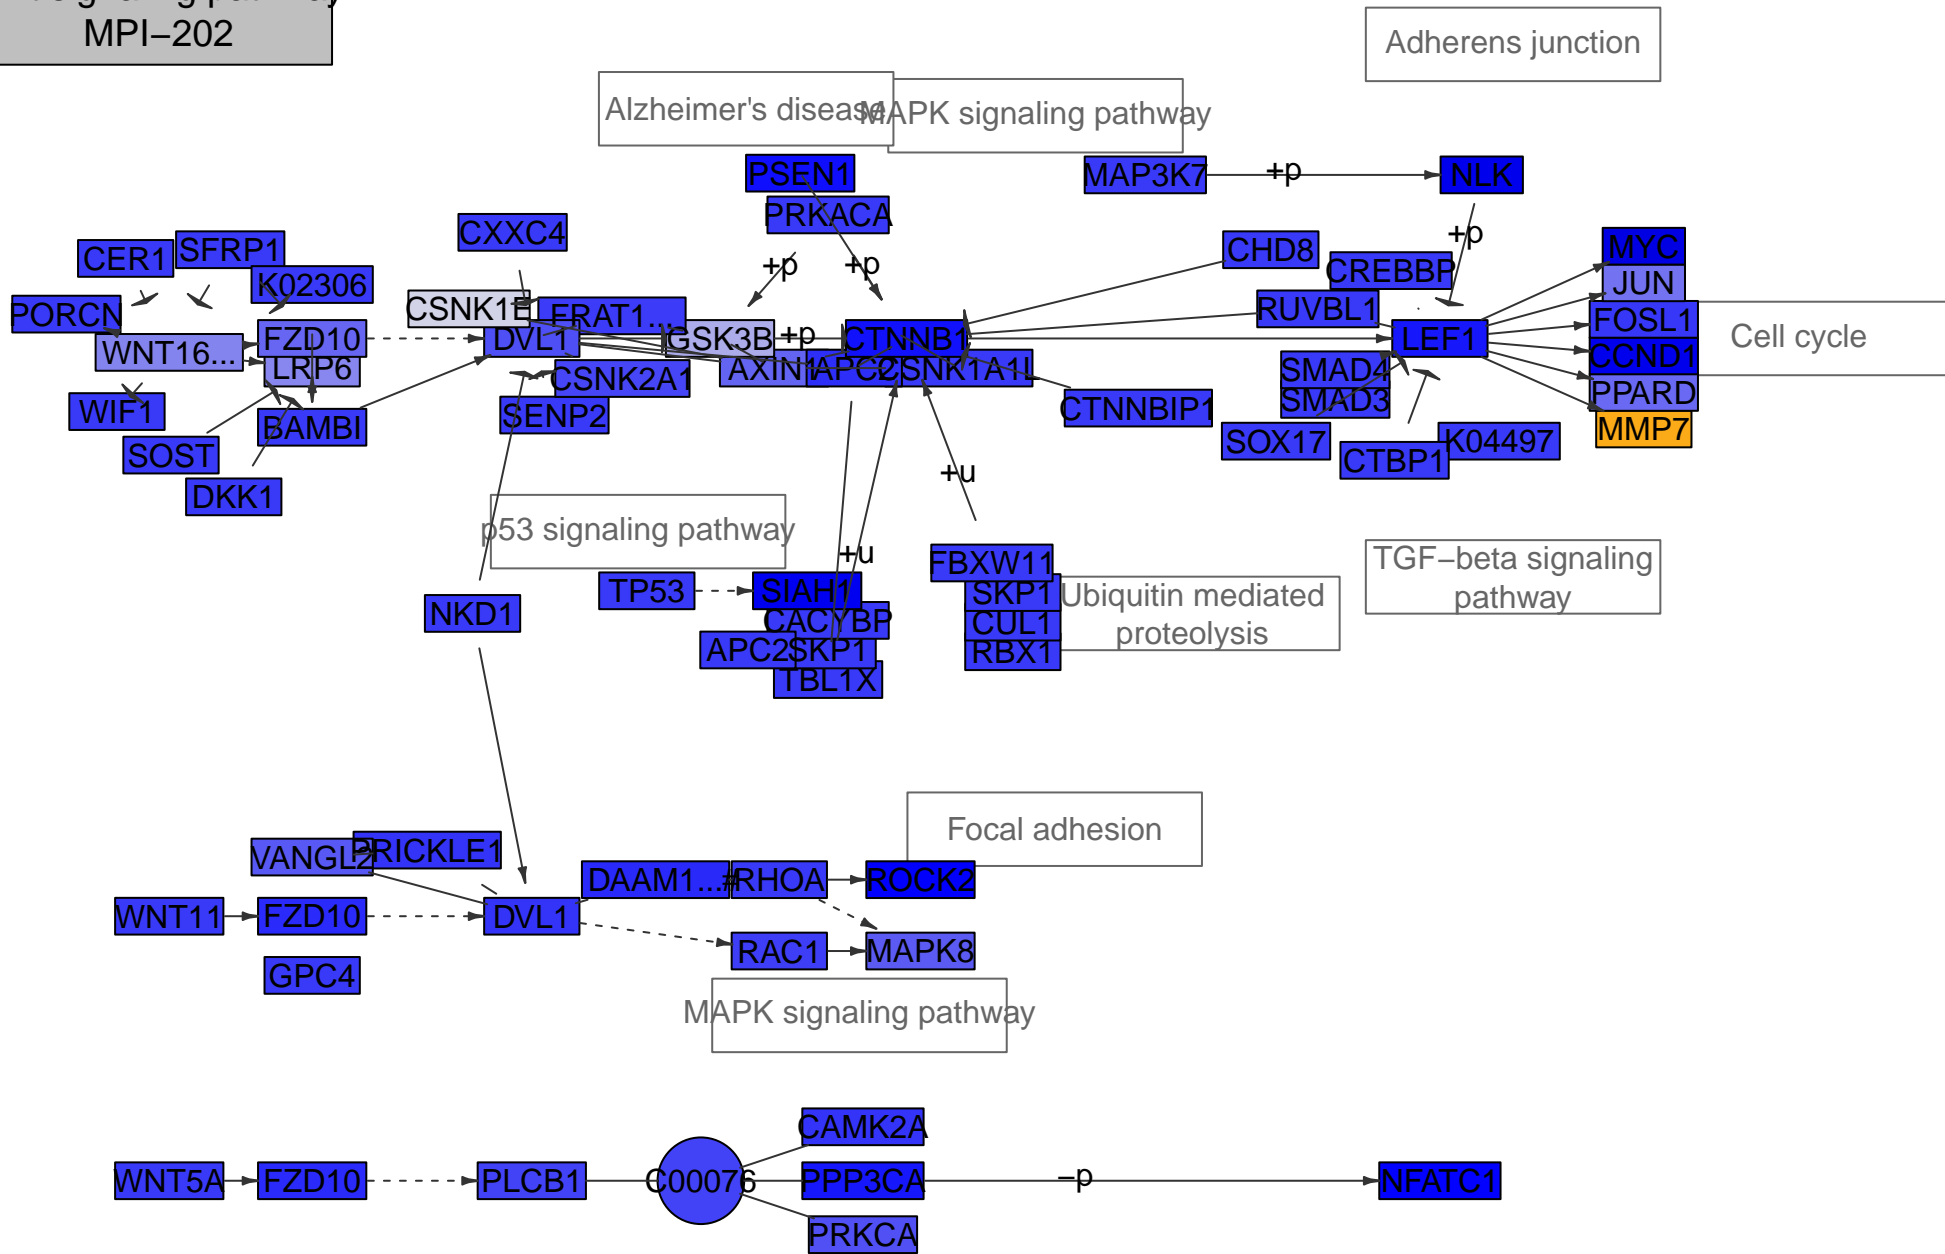 MPI−202
Adherens junction
Alzheimer's disease
MAPK signaling pathway
PSEN1
MAP3K7
+p
NLK
PRKACA
CXXC4
CER1
SFRP1
K02306
+p
+p
CHD8
CREBBP
+p
MYC
JUN
PORCN
CSNK1E
FRAT1...
RUVBL1
FOSL1
WNT16...
FZD10
DVL1
GSK3B
+p
CTNNB1
LEF1
Cell cycle
CCND1
LRP6
AXIN1
APC2
CSNK1A1L
SMAD4
PPARD
CSNK2A1
SMAD3
WIF1
BAMBI
SENP2
CTNNBIP1
MMP7
SOST
SOX17
K04497
CTBP1
DKK1
+u
p53 signaling pathway
+u
FBXW11
TGF−beta signaling
pathway
TP53
SIAH1
SKP1
Ubiquitin mediated
proteolysis
NKD1
CACYBP
CUL1
APC2
SKP1
RBX1
TBL1X
Focal adhesion
VANGL2
PRICKLE1
DAAM1...
RHOA
ROCK2
WNT11
FZD10
DVL1
RAC1
MAPK8
GPC4
MAPK signaling pathway
CAMK2A
WNT5A
FZD10
PLCB1
C00076
PPP3CA
−p
NFATC1
PRKCA